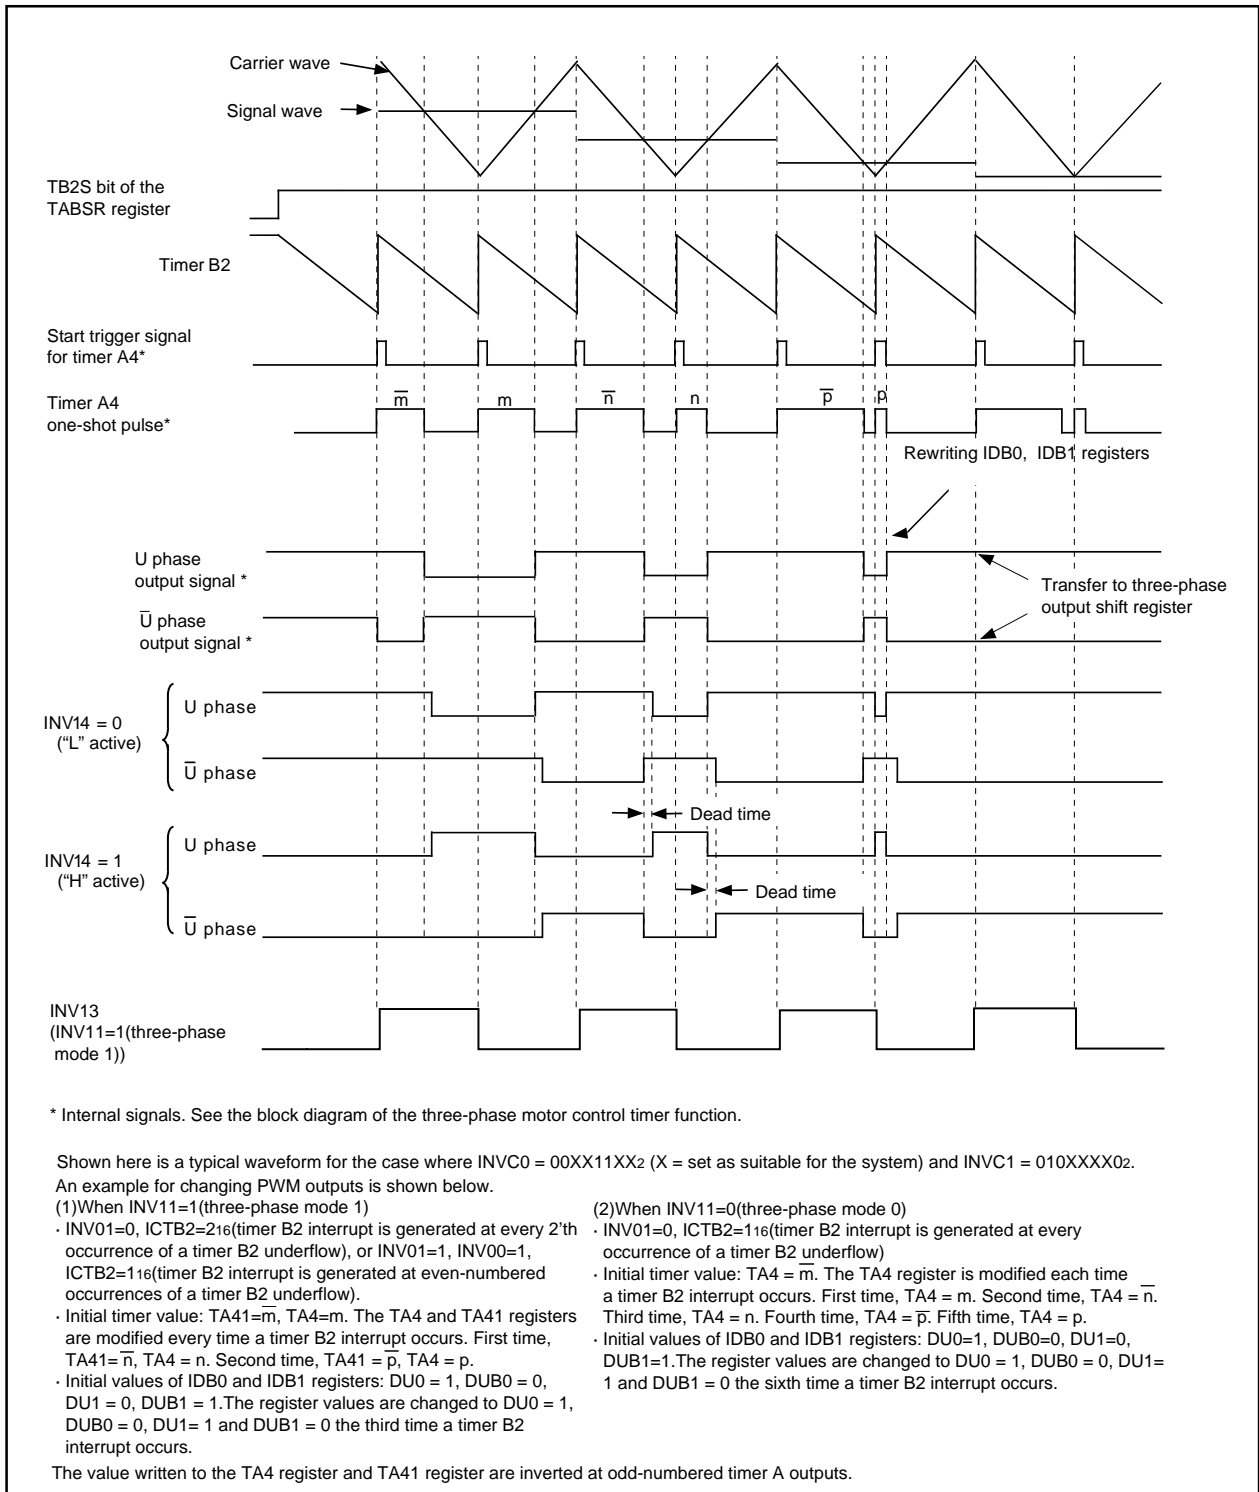 Carrier wave
Signal wave
TB2S bit of the
TABSR register
Timer B2
Start trigger signal
for timer A4*
Timer A4
one-shot pulse*
m̅
m
n̅
n
p̅
p
Rewriting IDB0, IDB1 registers
U phase
output signal *
Transfer to three-phase
output shift register
U̅ phase
output signal *
INV14 = 0
(“L” active)
U phase
U̅ phase
Dead time
INV14 = 1
(“H” active)
U phase
Dead time
U̅ phase
INV13
(INV11=1(three-phase
mode 1))
* Internal signals. See the block diagram of the three-phase motor control timer function.
Shown here is a typical waveform for the case where INVC0 = 00XX11XX2 (X = set as suitable for the system) and INVC1 = 010XXXX02.
An example for changing PWM outputs is shown below.
(1)When INV11=1(three-phase mode 1)
· INV01=0, ICTB2=216(timer B2 interrupt is generated at every 2’th
occurrence of a timer B2 underflow), or INV01=1, INV00=1,
ICTB2=116(timer B2 interrupt is generated at even-numbered
occurrences of a timer B2 underflow).
· Initial timer value: TA41=m̅, TA4=m. The TA4 and TA41 registers
are modified every time a timer B2 interrupt occurs. First time,
TA41= n̅, TA4 = n. Second time, TA41 = p̅, TA4 = p.
· Initial values of IDB0 and IDB1 registers: DU0 = 1, DUB0 = 0,
DU1 = 0, DUB1 = 1.The register values are changed to DU0 = 1,
DUB0 = 0, DU1= 1 and DUB1 = 0 the third time a timer B2
interrupt occurs.
(2)When INV11=0(three-phase mode 0)
· INV01=0, ICTB2=116(timer B2 interrupt is generated at every
occurrence of a timer B2 underflow)
· Initial timer value: TA4 = m̅. The TA4 register is modified each time
a timer B2 interrupt occurs. First time, TA4 = m. Second time, TA4 = n̅.
Third time, TA4 = n. Fourth time, TA4 = p̅. Fifth time, TA4 = p.
· Initial values of IDB0 and IDB1 registers: DU0=1, DUB0=0, DU1=0,
DUB1=1.The register values are changed to DU0 = 1, DUB0 = 0, DU1=
1 and DUB1 = 0 the sixth time a timer B2 interrupt occurs.
The value written to the TA4 register and TA41 register are inverted at odd-numbered timer A outputs.